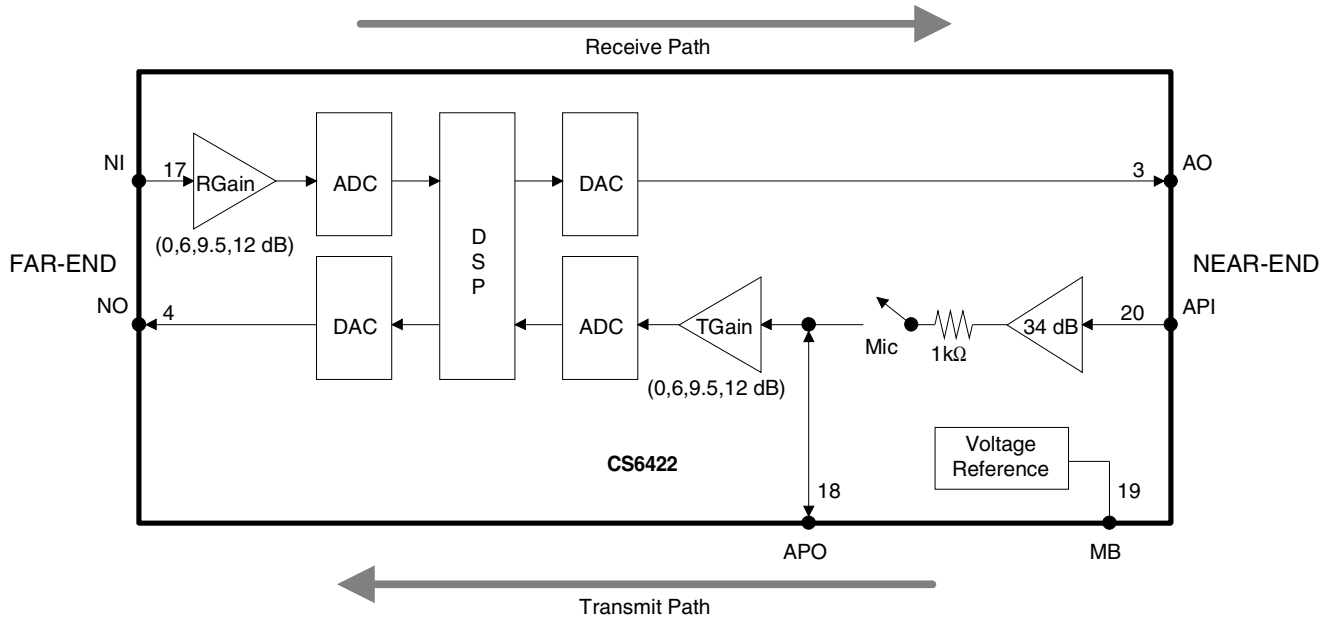 Receive Path
NI
17
RGain
ADC
DAC
3
AO
(0,6,9.5,12 dB)
D
S
P
FAR-END
NEAR-END
NO
4
DAC
ADC
TGain
Mic
1kΩ
34 dB
20
API
(0,6,9.5,12 dB)
CS6422
Voltage
Reference
18
19
APO
MB
Transmit Path